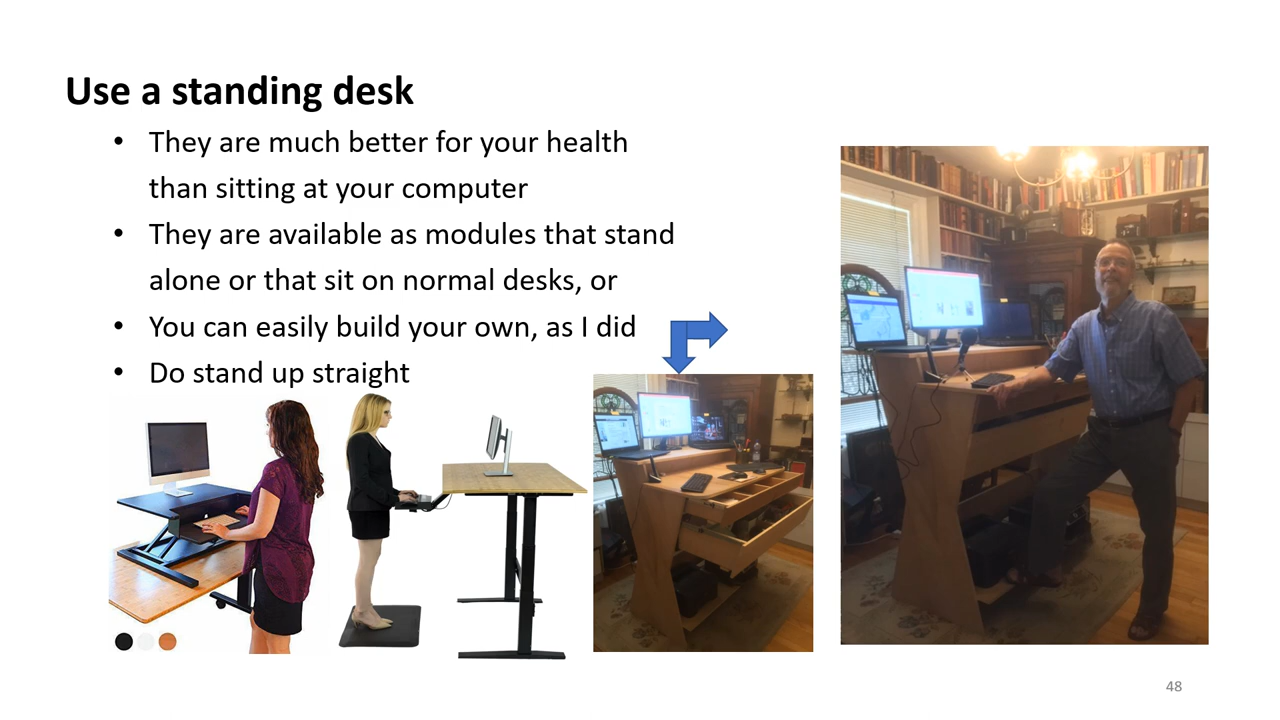 Use a standing desk
• They are much better for your health
than sitting at your computer
• They are available as modules that stand
alone or that sit on normal desks, or
• You can easily build your own, as I did
• Do stand up straight
48